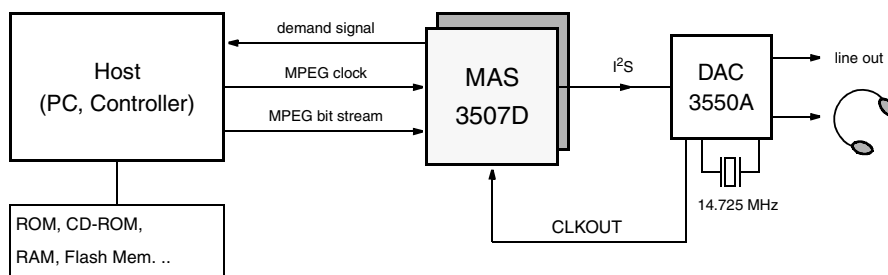 Host
(PC, Controller)
demand signal
MPEG clock
MPEG bit stream
MAS
3507D
I²S
DAC
3550A
line out
14.725 MHz
CLKOUT
ROM, CD-ROM,
RAM, Flash Mem. ..